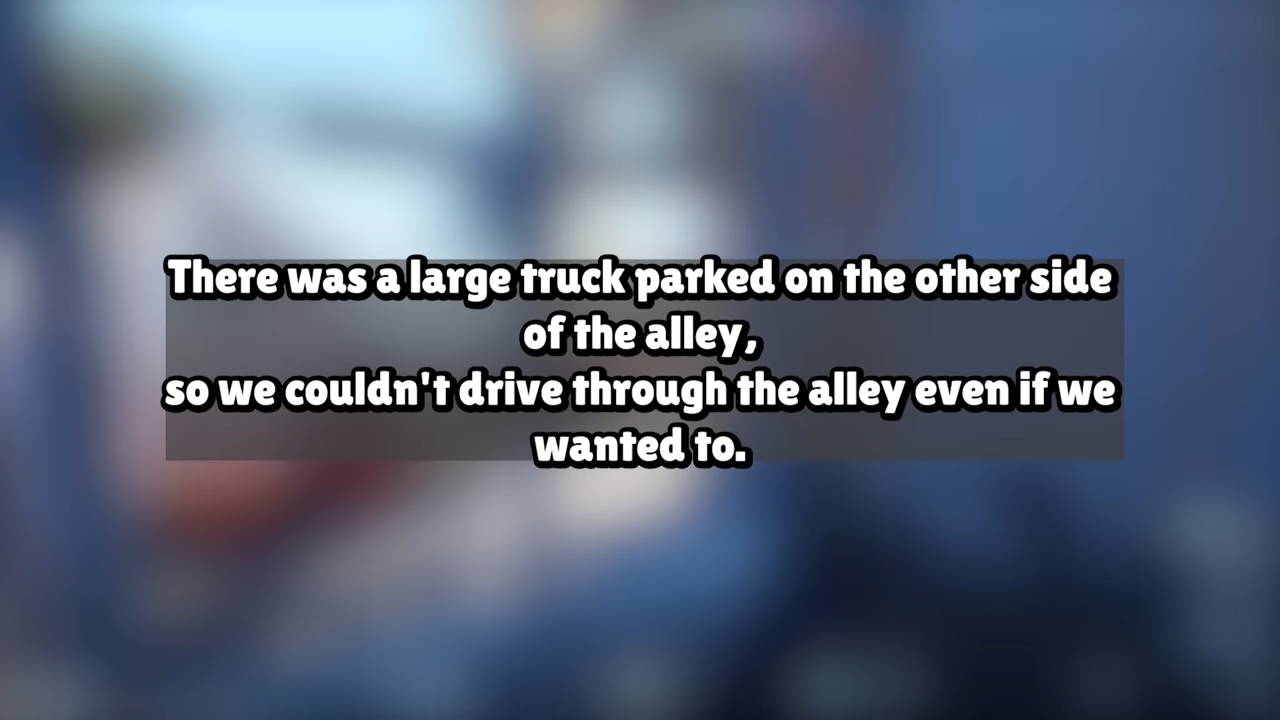 There was a large truck parked on the other side
of the alley,
so we couldn't drive through the alley even if we
wanted to.